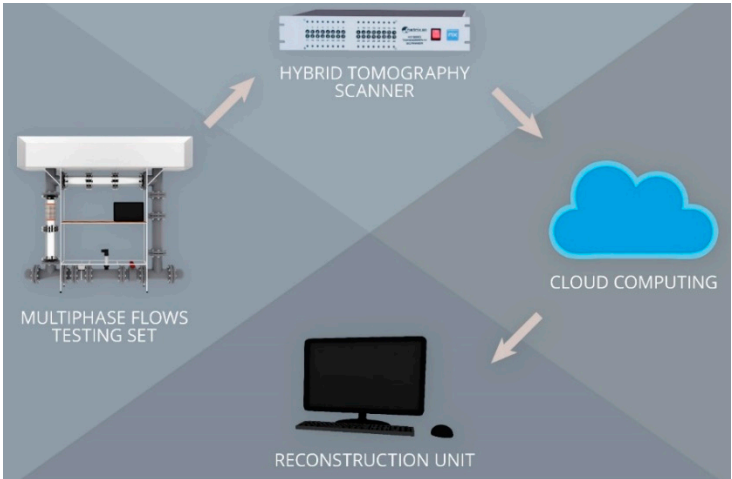 HYBRID TOMOGRAPHY
SCANNER
MULTIPHASE FLOWS
TESTING SET
CLOUD COMPUTING
RECONSTRUCTION UNIT